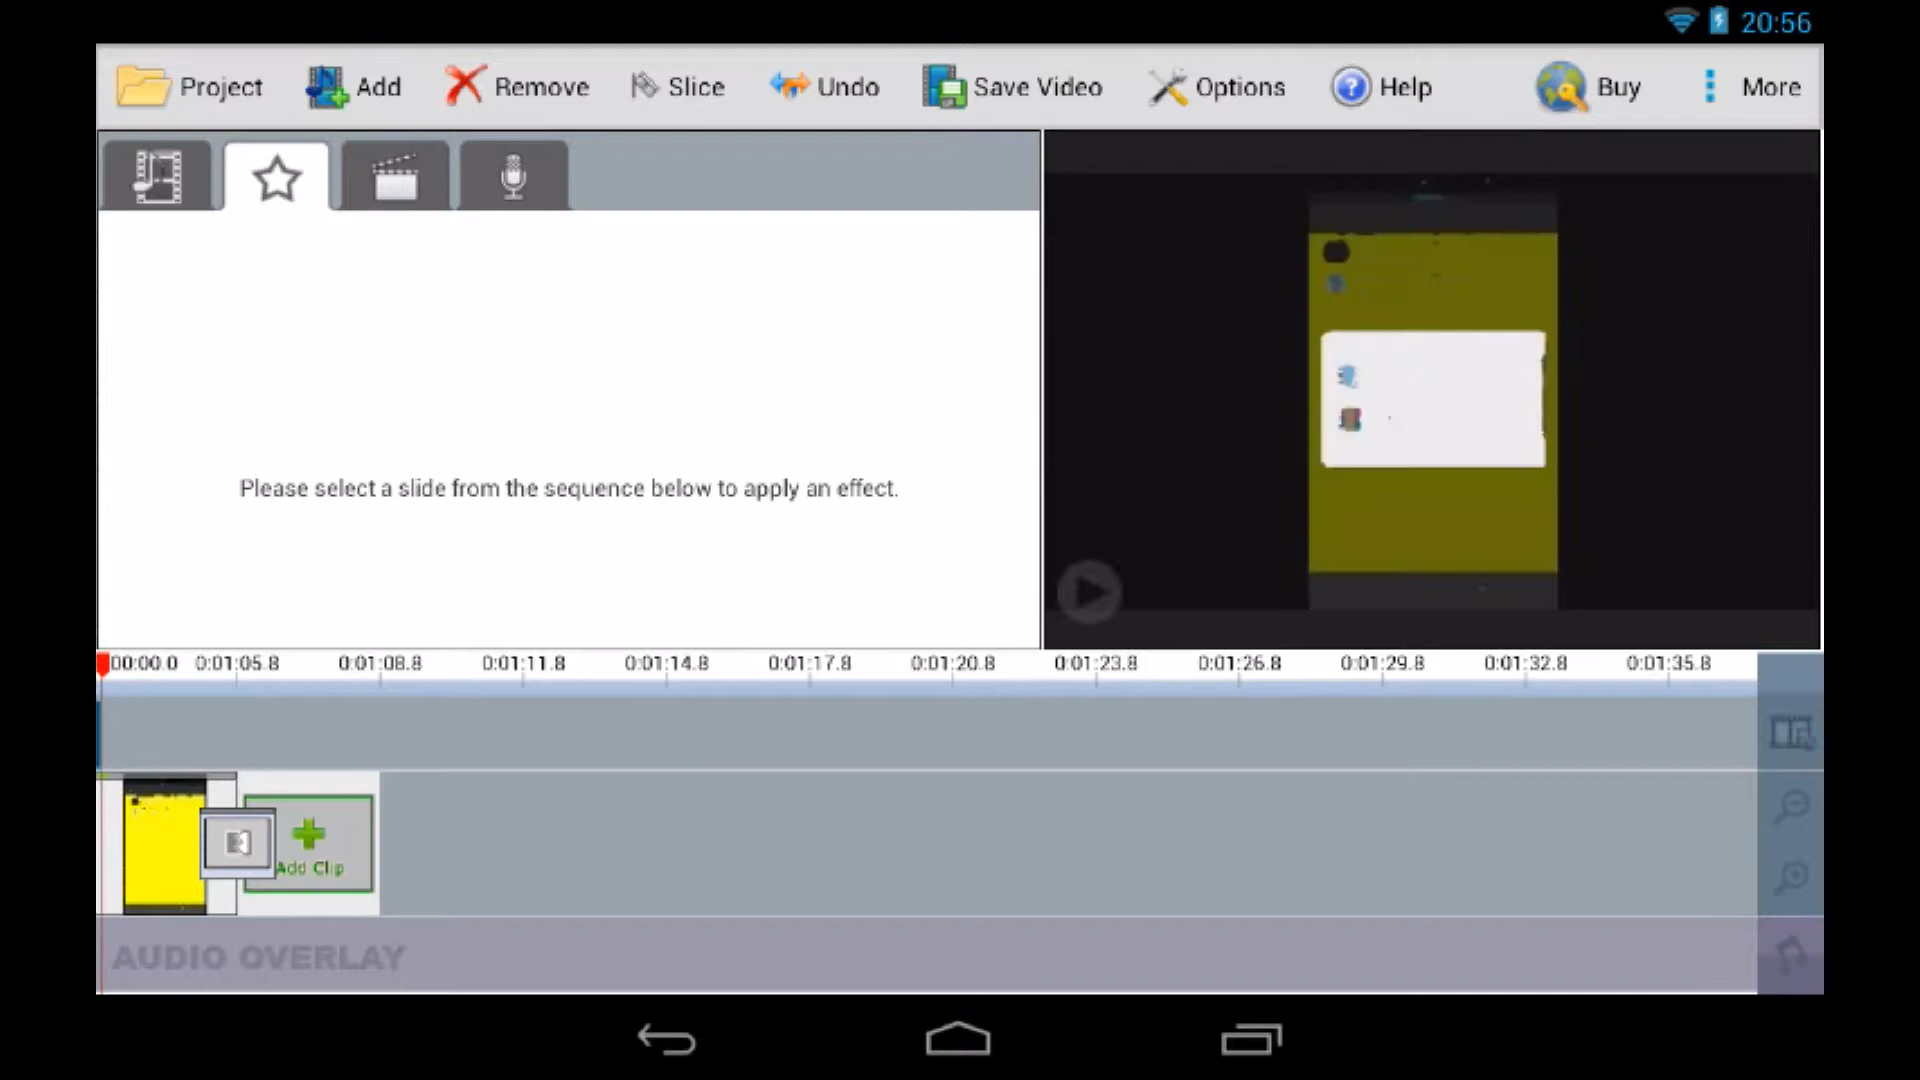 20:56
Project Add Remove Slice Undo Save Video Options Help Buy More
Please select a slide from the sequence below to apply an effect.
00:00.0 0:01:05.8 0:01:08.8 0:01:11.8 0:01:14.8 0:01:17.8 0:01:20.8 0:01:23.8 0:01:26.8 0:01:29.8 0:01:32.8 0:01:35.8
Add Clip
AUDIO OVERLAY